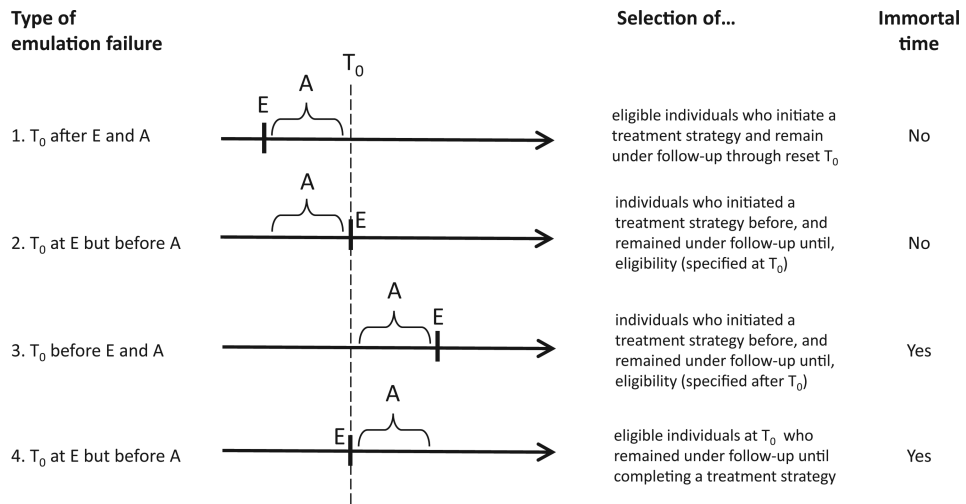 Type of
emulation failure
Selection of...
Immortal
time
T0
1. T0 after E and A
E
A
eligible individuals who initiate a
treatment strategy and remain
under follow-up through reset T0
No
2. T0 at E but before A
A
E
individuals who initiated a
treatment strategy before, and
remained under follow-up until,
eligibility (specified at T0)
No
3. T0 before E and A
A
E
individuals who initiated a
treatment strategy before, and
remained under follow-up until,
eligibility (specified after T0)
Yes
4. T0 at E but before A
E
A
eligible individuals at T0 who
remained under follow-up until
completing a treatment strategy
Yes